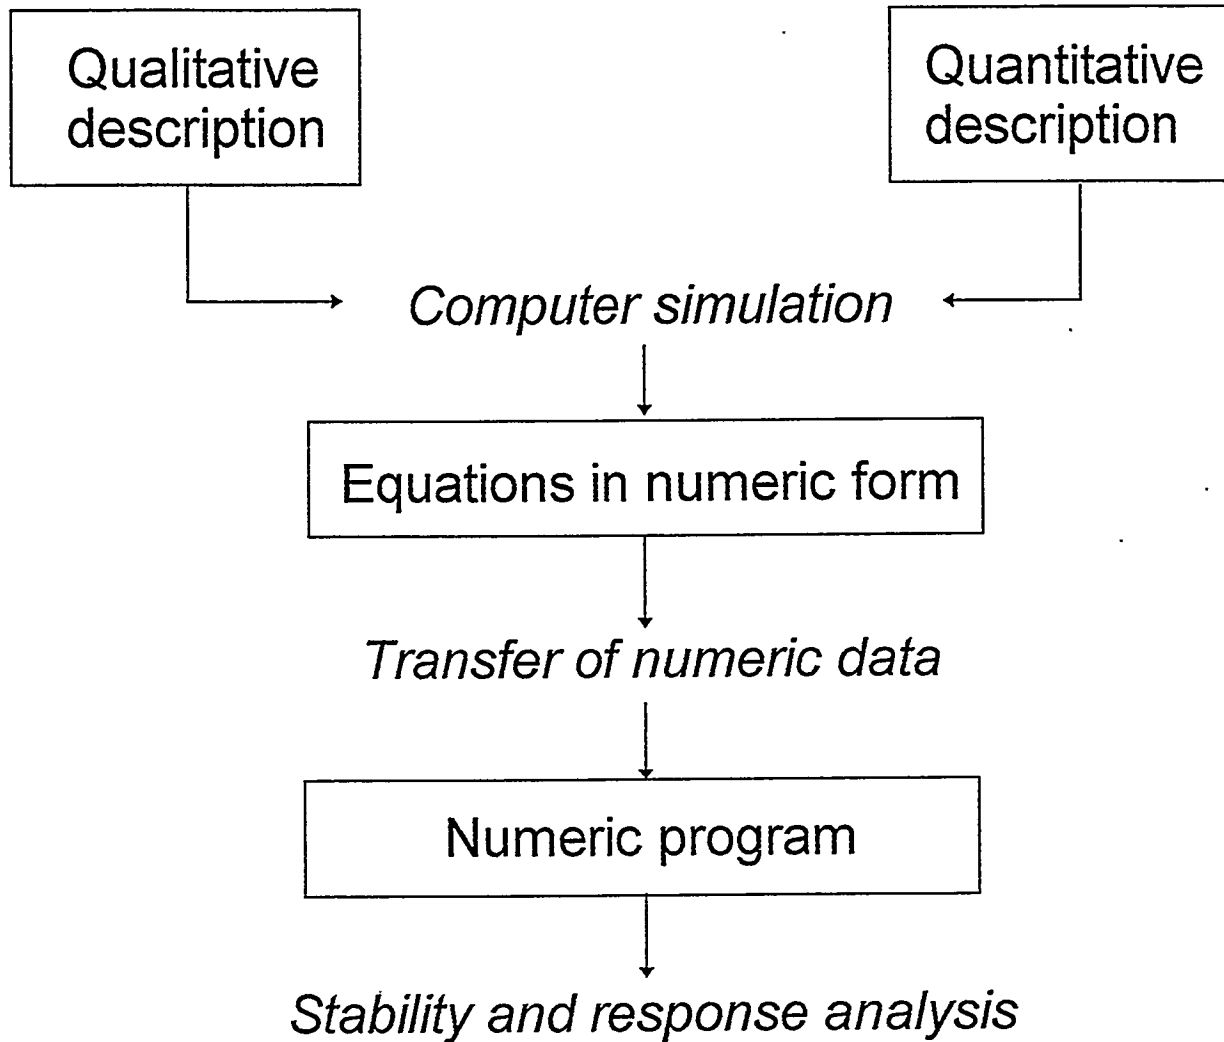 Qualitative
description
Quantitative
description
Computer simulation
Equations in numeric form
Transfer of numeric data
Numeric program
Stability and response analysis